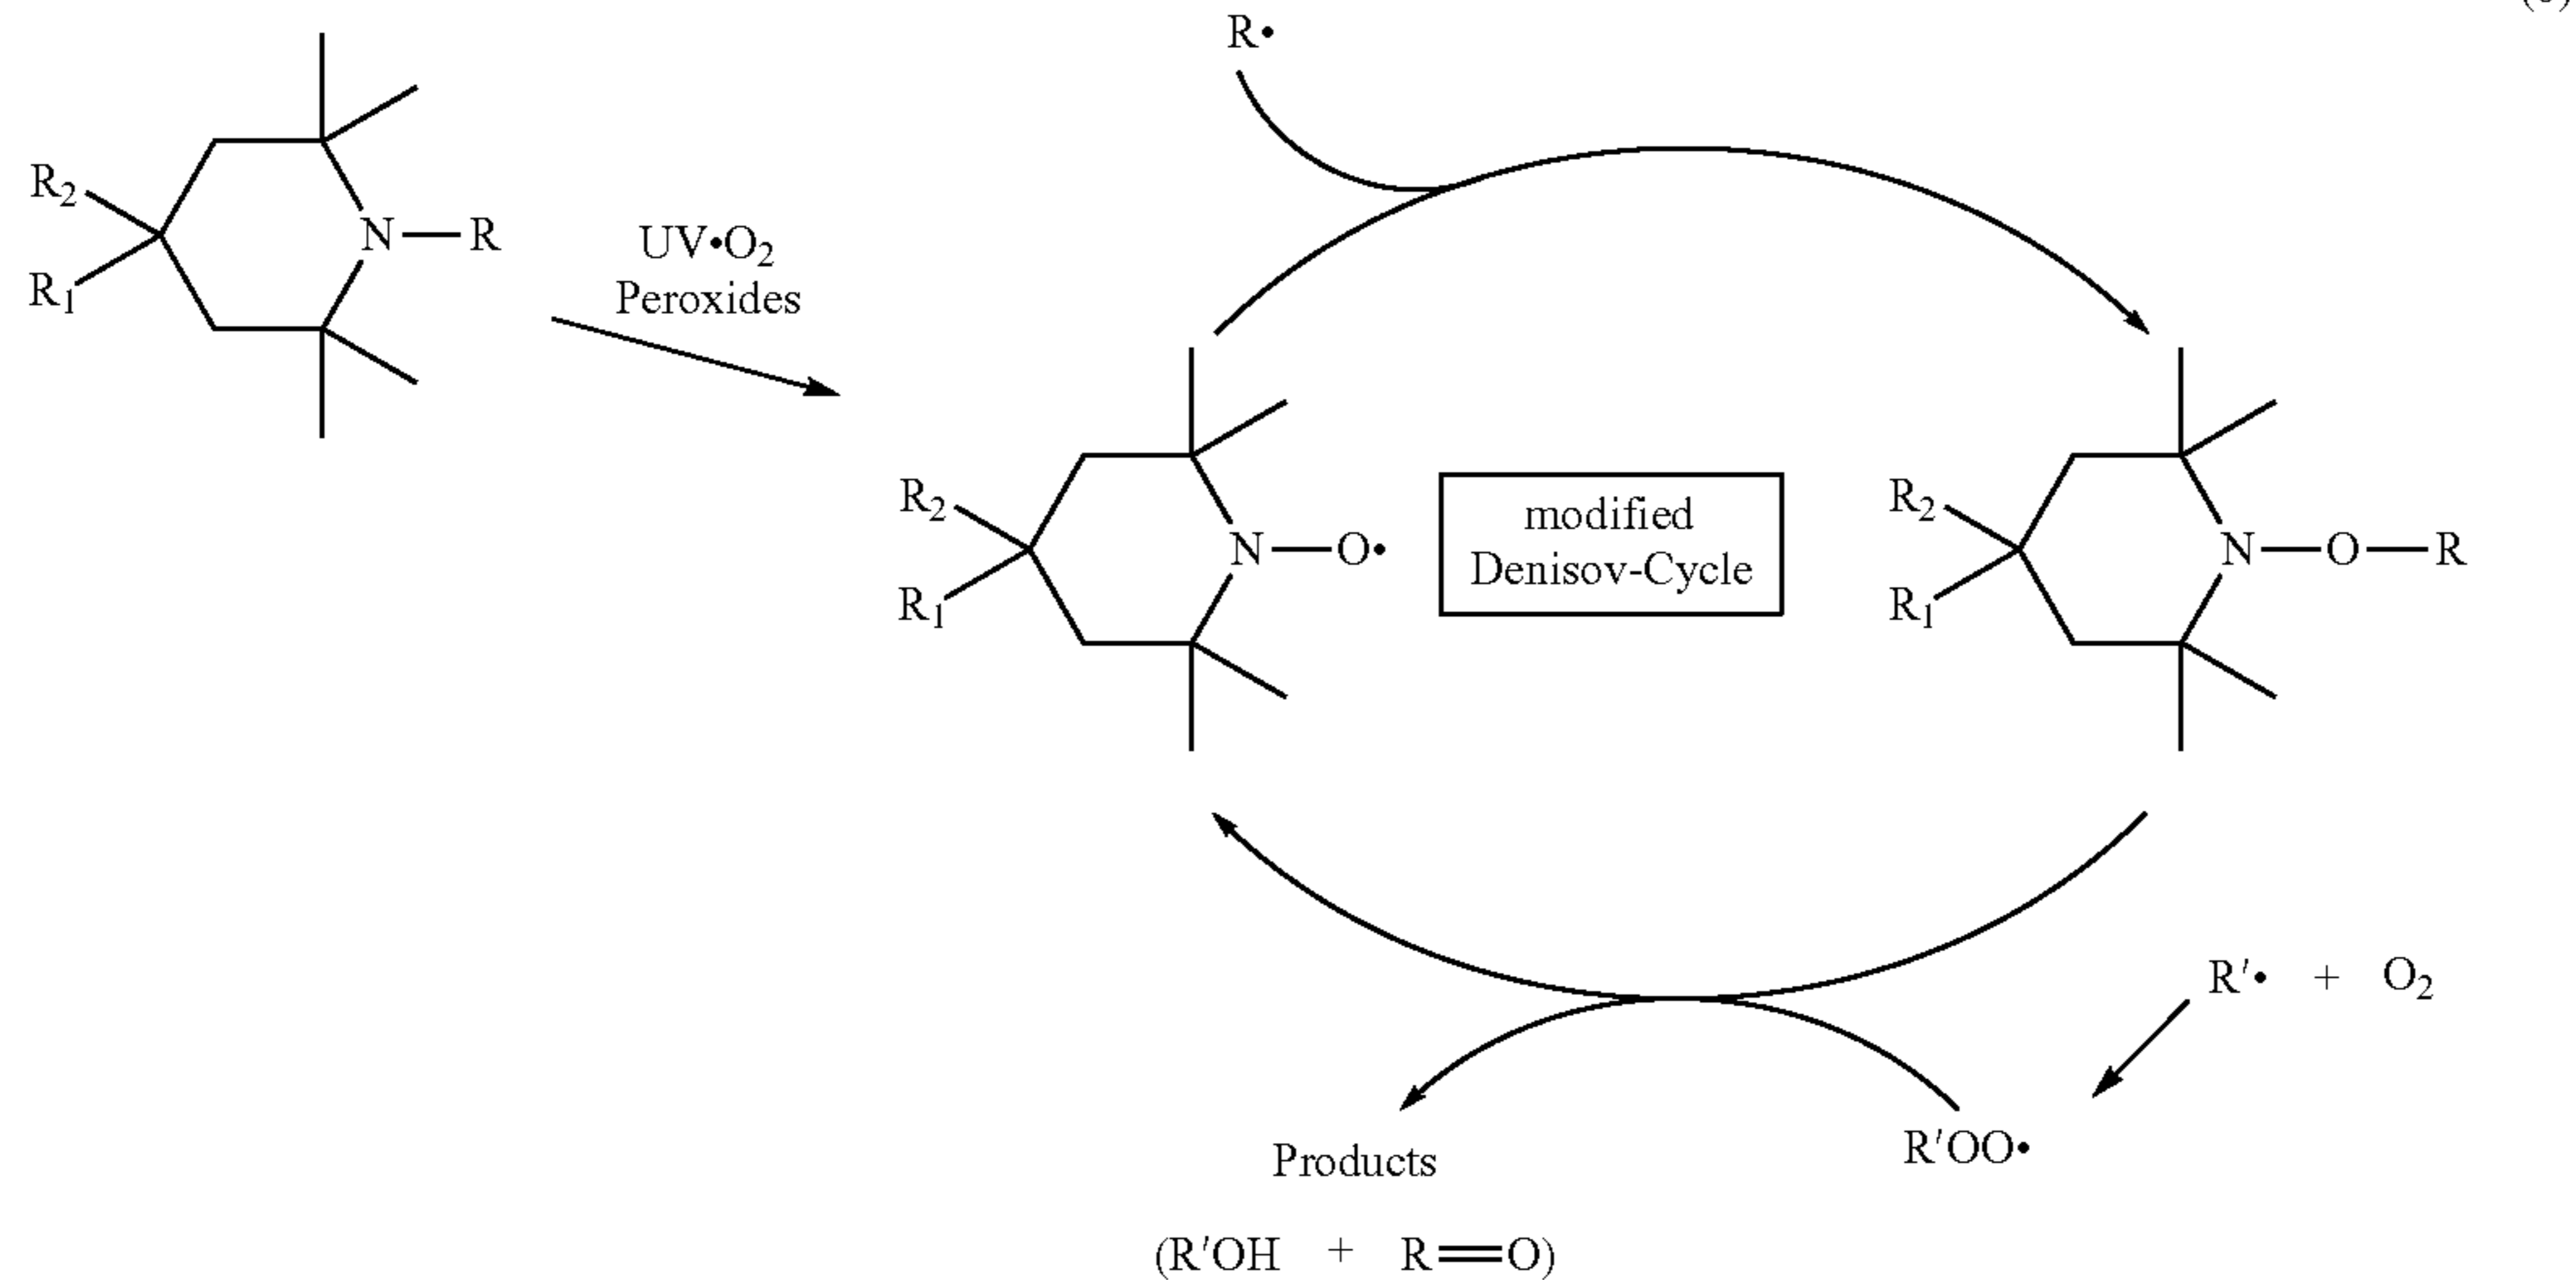 R•
R₂
N—R
R₁
UV•O₂
Peroxides
R₂
N—O•
R₁
modified
Denisov-Cycle
R₂
N—O—R
R₁
R′• + O₂
R′OO•
Products
(R′OH + R═O)